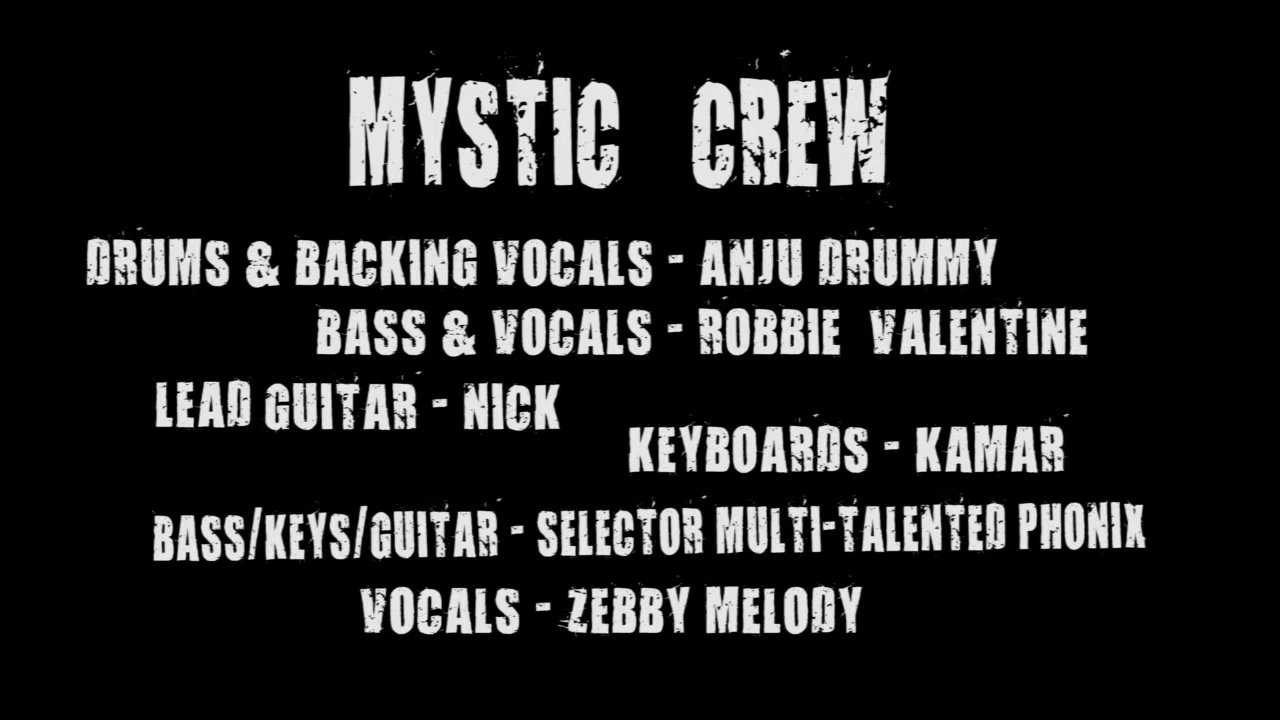 MYSTIC CREW
DRUMS & BACKING VOCALS - ANJU DRUMMY
BASS & VOCALS - ROBBIE VALENTINE
LEAD GUITAR - NICK
KEYBOARDS - KAMAR
BASS/KEYS/GUITAR - SELECTOR MULTI-TALENTED PHONIX
VOCALS - ZEBBY MELODY